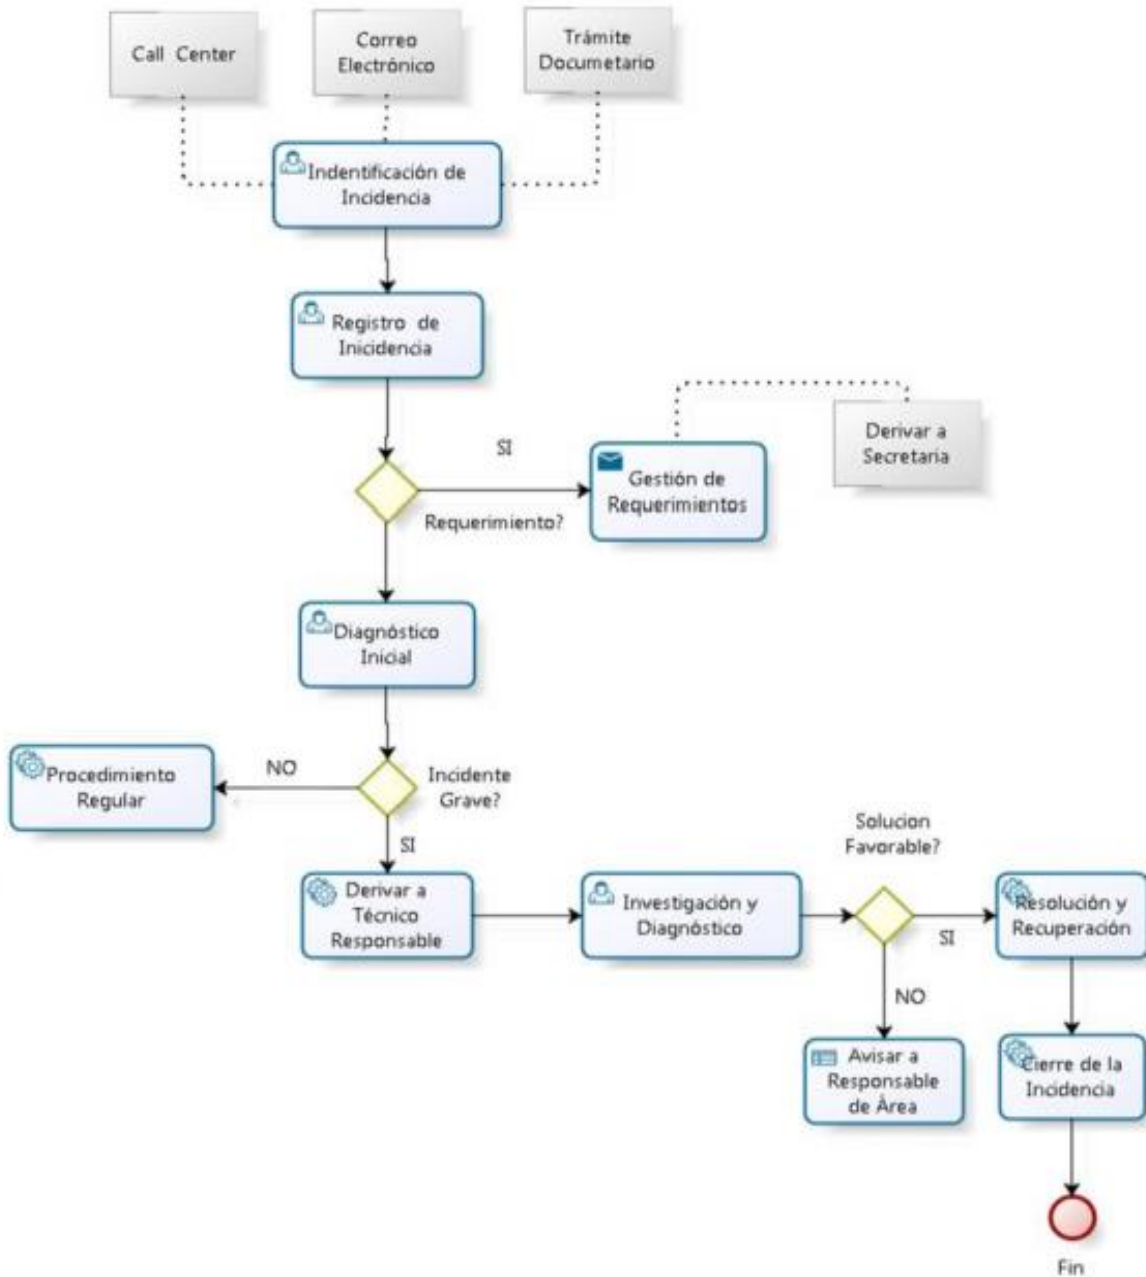 Call Center
Correo
Electrónico
Trámite
Documetario
Indentificación de
Incidencia
Registro de
Inicidencia
SI
Requerimiento?
Gestión de
Requerimientos
Derivar a
Secretaria
Diagnóstico
Inicial
Procedimiento
Regular
NO
Incidente
Grave?
SI
Derivar a
Técnico
Responsable
Investigación y
Diagnóstico
Solucion
Favorable?
SI
Resolución y
Recuperación
NO
Avisar a
Responsable
de Área
Cierre de la
Incidencia
Fin